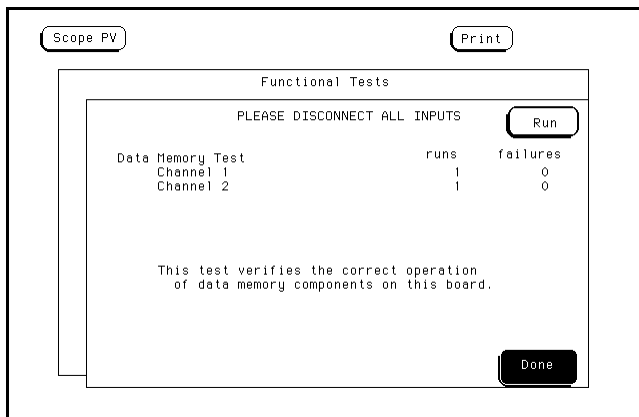 Scope PV Print
Functional Tests
PLEASE DISCONNECT ALL INPUTS
Run
Data Memory Test runs failures
Channel 1 1 0
Channel 2 1 0
This test verifies the correct operation
of data memory components on this board.
Done